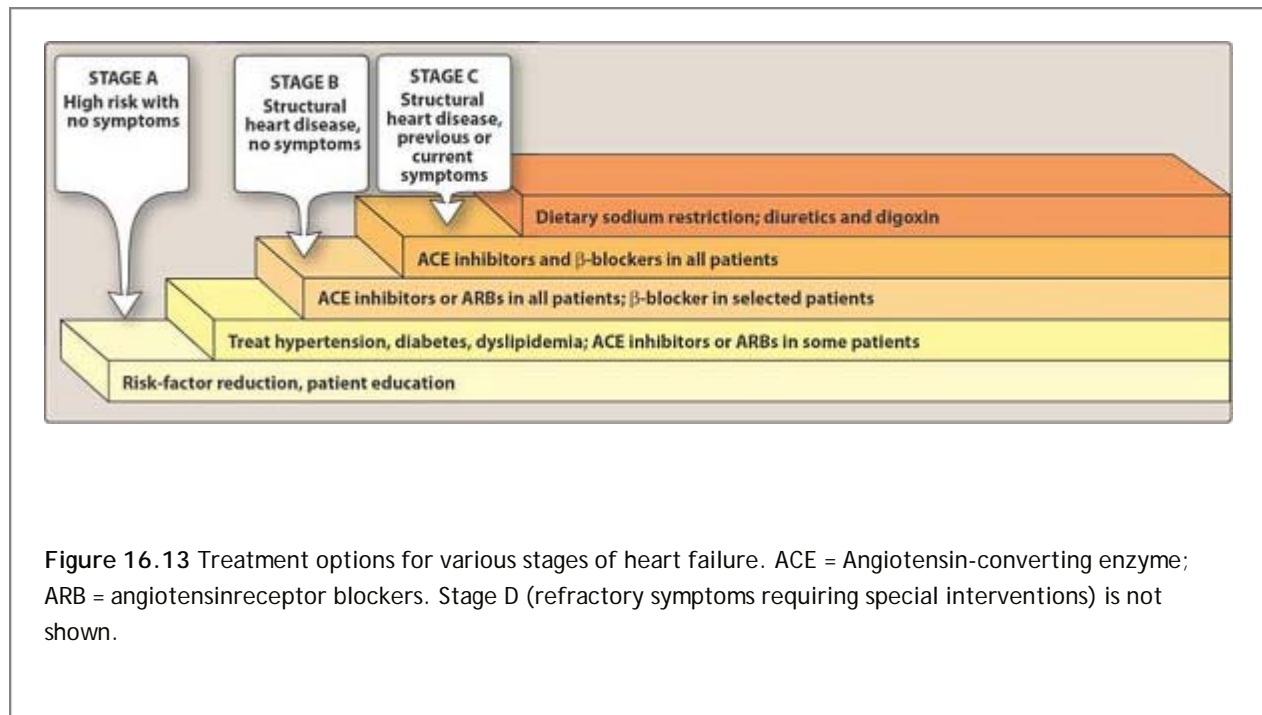 STAGE A
High risk with
no symptoms
STAGE B
Structural
heart disease,
no symptoms
STAGE C
Structural
heart disease,
previous or
current
symptoms
Dietary sodium restriction; diuretics and digoxin
ACE inhibitors and β-blockers in all patients
ACE inhibitors or ARBs in all patients; β-blocker in selected patients
Treat hypertension, diabetes, dyslipidemia; ACE inhibitors or ARBs in some patients
Risk-factor reduction, patient education
Figure 16.13 Treatment options for various stages of heart failure. ACE = Angiotensin-converting enzyme;
ARB = angiotensinreceptor blockers. Stage D (refractory symptoms requiring special interventions) is not
shown.